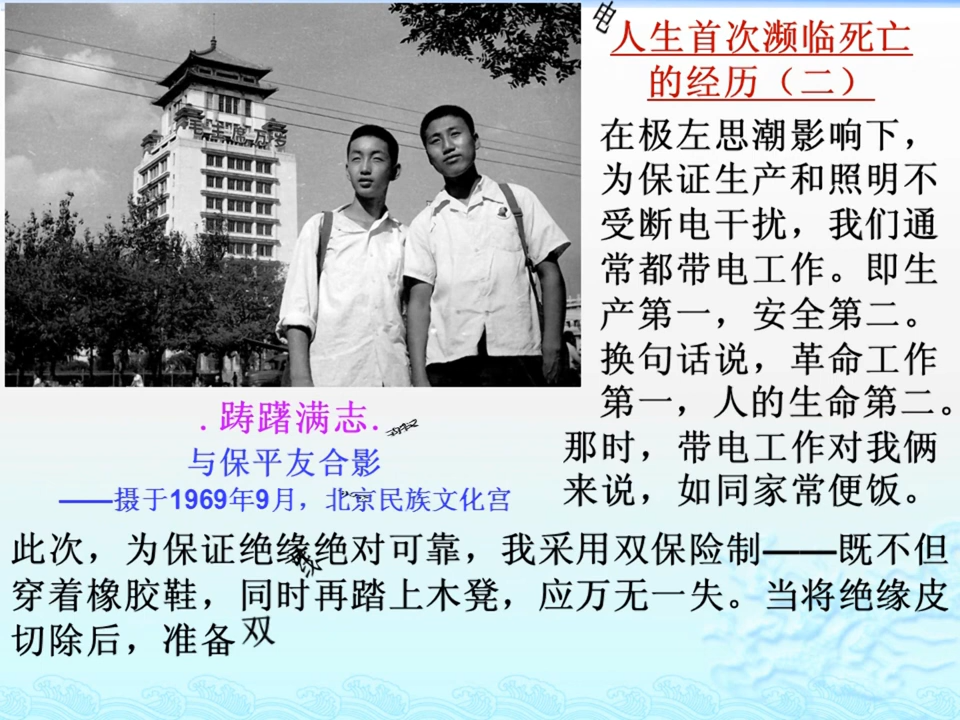 人生首次濒临死亡
的经历（二）
在极左思潮影响下，
为保证生产和照明不
受断电干扰，我们通
常都带电工作。即生
产第一，安全第二。
换句话说，革命工作
第一，人的生命第二。
那时，带电工作对我俩
来说，如同家常便饭。
.踌躇满志.
与保平友合影
——摄于1969年9月，北京民族文化宫
此次，为保证绝缘绝对可靠，我采用双保险制——既不但
穿着橡胶鞋，同时再踏上木凳，应万无一失。当将绝缘皮
切除后，准备双
电